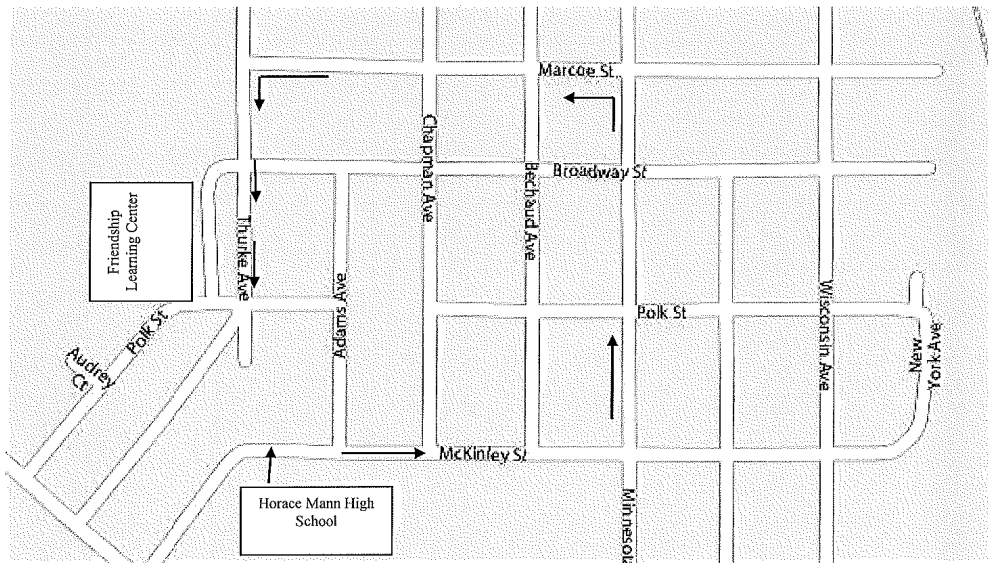 Marcoe St.
Chapman Ave
Broadway St
Bechaud Ave
Friendship
Learning Center
Thurke Ave
Adams Ave
Polk St
Polk St
Wisconsin Ave
New
York Ave
Audrey
Ct
McKinley St
Horace Mann High
School
Minnesota